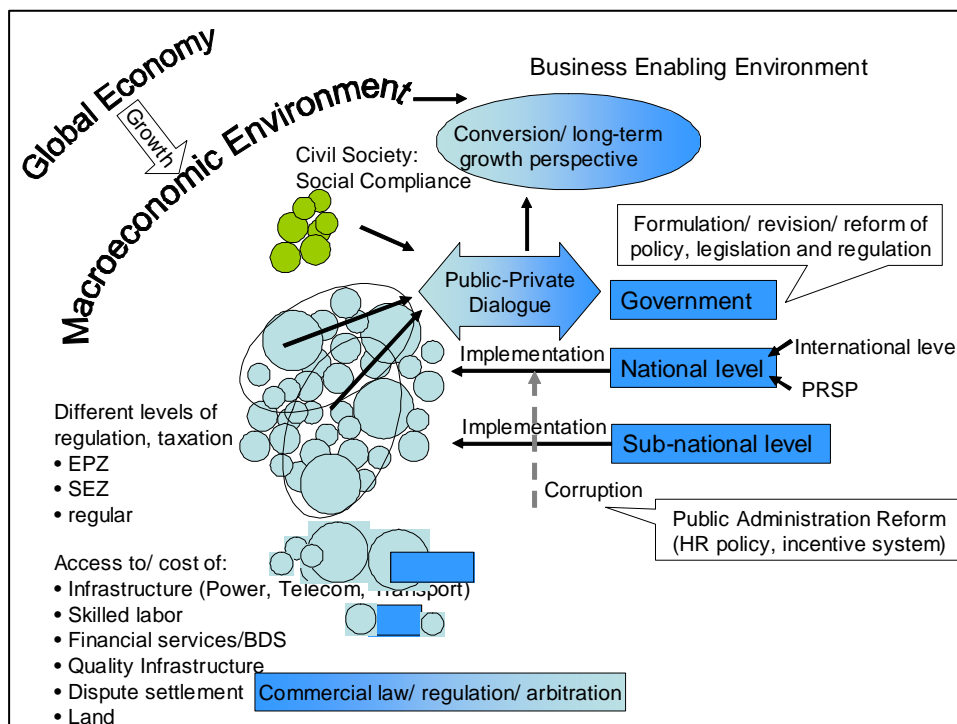 Global Economy
Growth
Macroeconomic Environment
Business Enabling Environment
Conversion/ long-term
growth perspective
Civil Society:
Social Compliance
Formulation/ revision/ reform of
policy, legislation and regulation
Public-Private
Dialogue
Government
Implementation
National level
International leve
PRSP
Different levels of
regulation, taxation
• EPZ
• SEZ
• regular
Implementation
Sub-national level
Corruption
Public Administration Reform
(HR policy, incentive system)
Access to/ cost of:
• Infrastructure (Power, Telecom, Transport)
• Skilled labor
• Financial services/BDS
• Quality Infrastructure
• Dispute settlement
• Land
Commercial law/ regulation/ arbitration